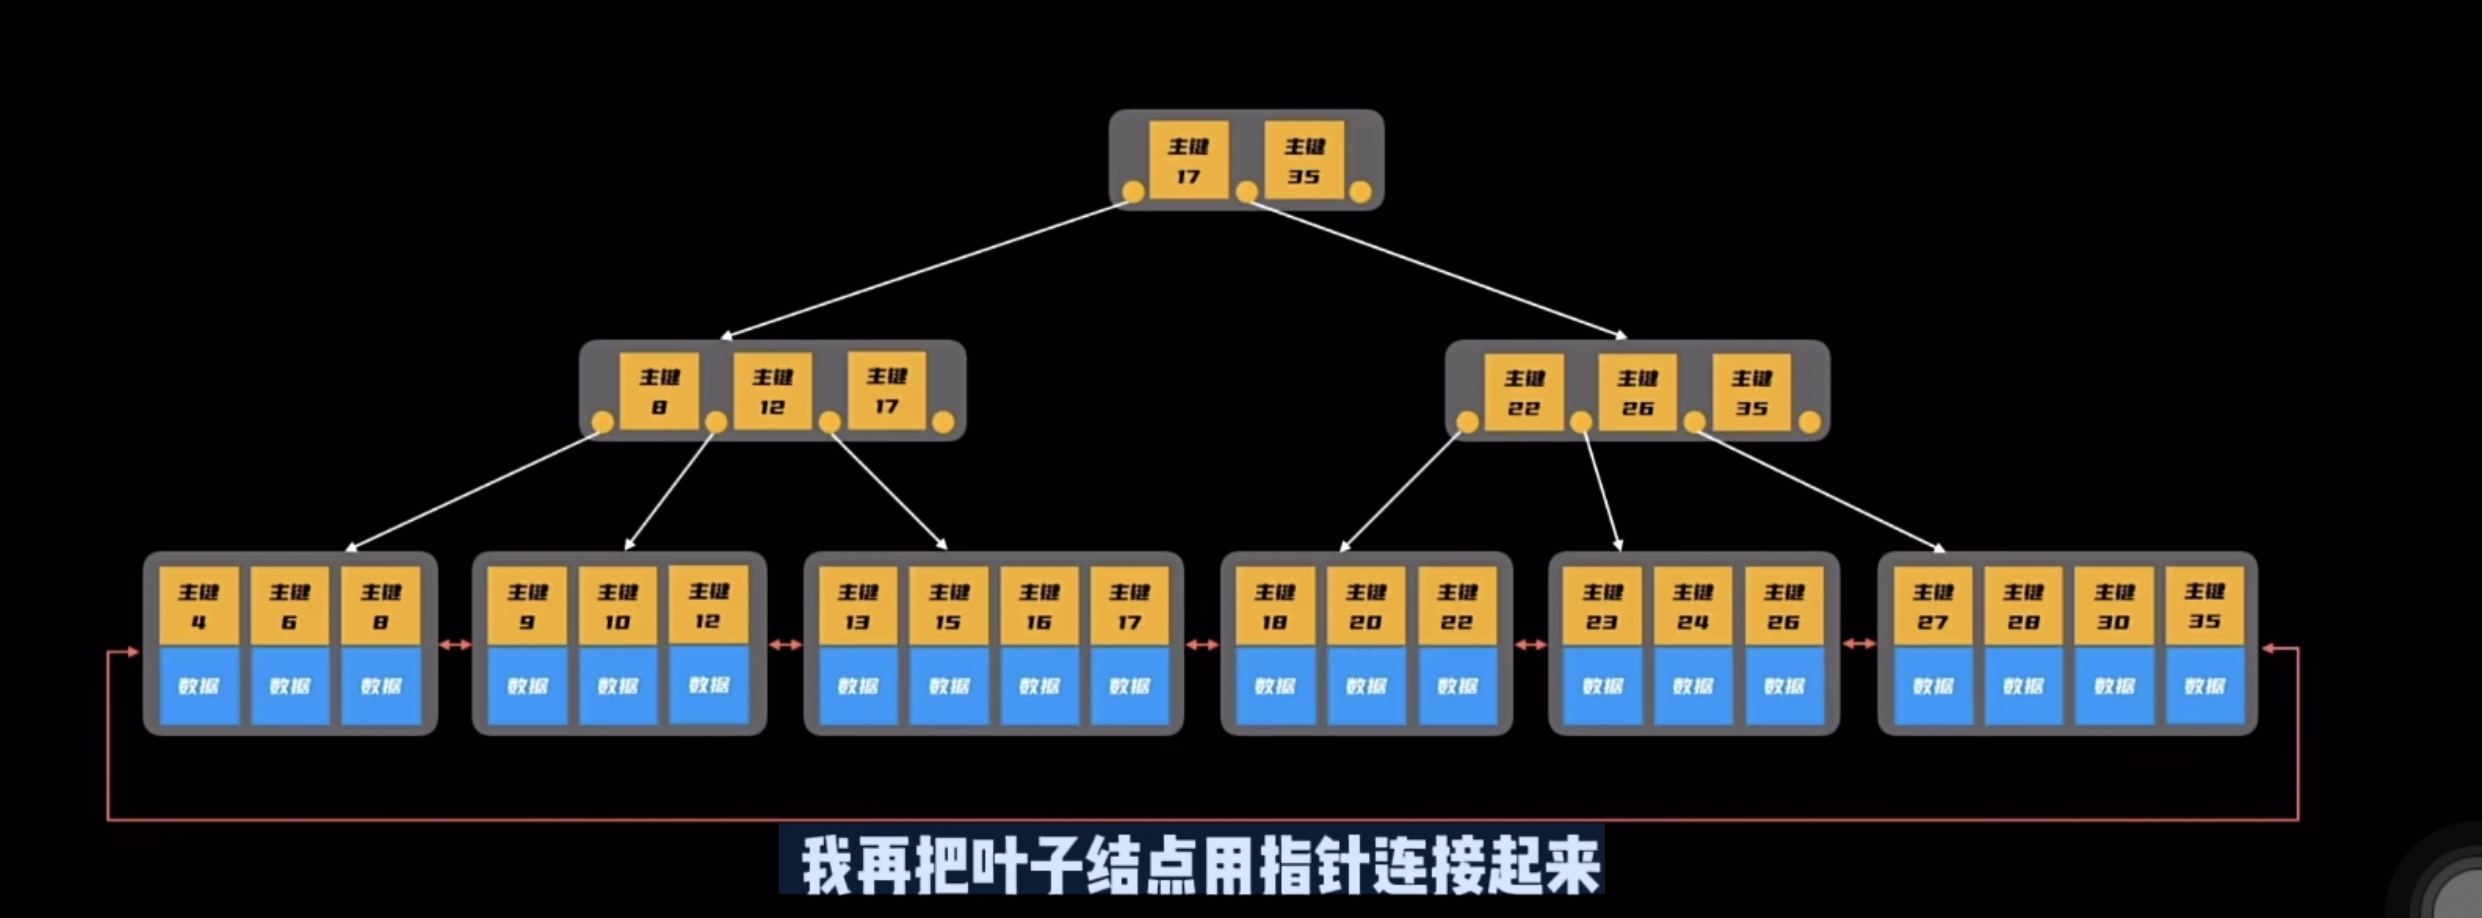 主键
17
主键
35
主键
8
主键
12
主键
17
主键
22
主键
26
主键
35
主键
4
数据
主键
6
数据
主键
8
数据
主键
9
数据
主键
10
数据
主键
12
数据
主键
13
数据
主键
15
数据
主键
16
数据
主键
17
数据
主键
18
数据
主键
20
数据
主键
22
数据
主键
23
数据
主键
24
数据
主键
26
数据
主键
27
数据
主键
28
数据
主键
30
数据
主键
35
数据
我再把叶子结点用指针连接起来